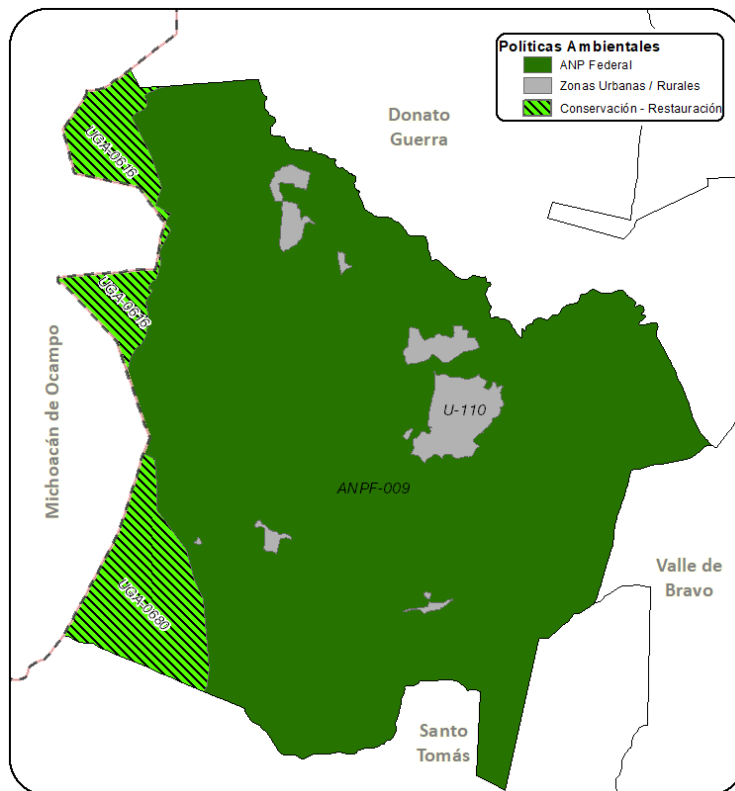 Políticas Ambientales
ANP Federal
Zonas Urbanas / Rurales
Conservación - Restauración
Donato
Guerra
UGA-0616
UGA-0616
Michoacán de Ocampo
U-110
ANPF-009
UGA-0680
Valle de
Bravo
Santo
Tomás